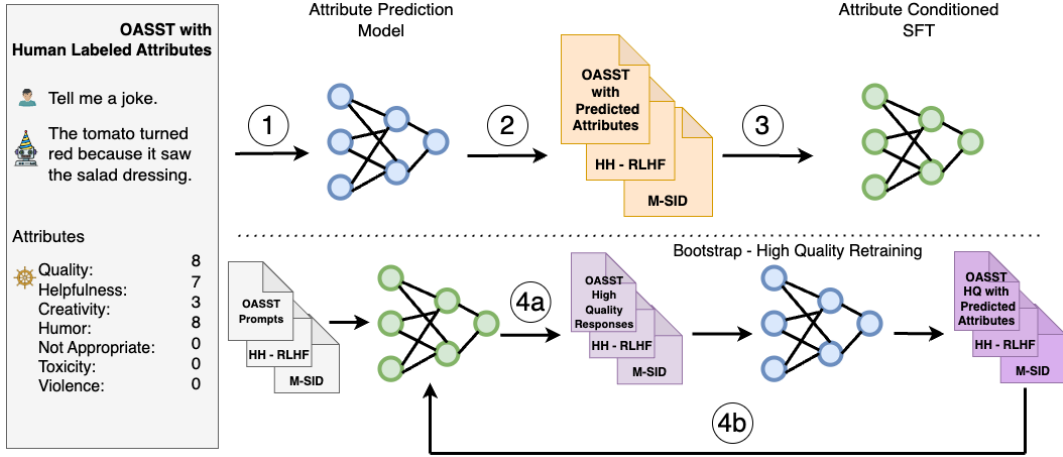 OASST with
Human Labeled Attributes
Tell me a joke.
The tomato turned
red because it saw
the salad dressing.
Attributes
Quality: 8
Helpfulness: 7
Creativity: 3
Humor: 8
Not Appropriate: 0
Toxicity: 0
Violence: 0
Attribute Prediction
Model
Attribute Conditioned
SFT
1
2
OASST
with
Predicted
Attributes
HH - RLHF
M-SID
3
Bootstrap - High Quality Retraining
OASST
Prompts
HH - RLHF
M-SID
4a
OASST
High
Quality
Responses
HH - RLHF
M-SID
OASST
HQ with
Predicted
Attributes
HH - RLHF
M-SID
4b